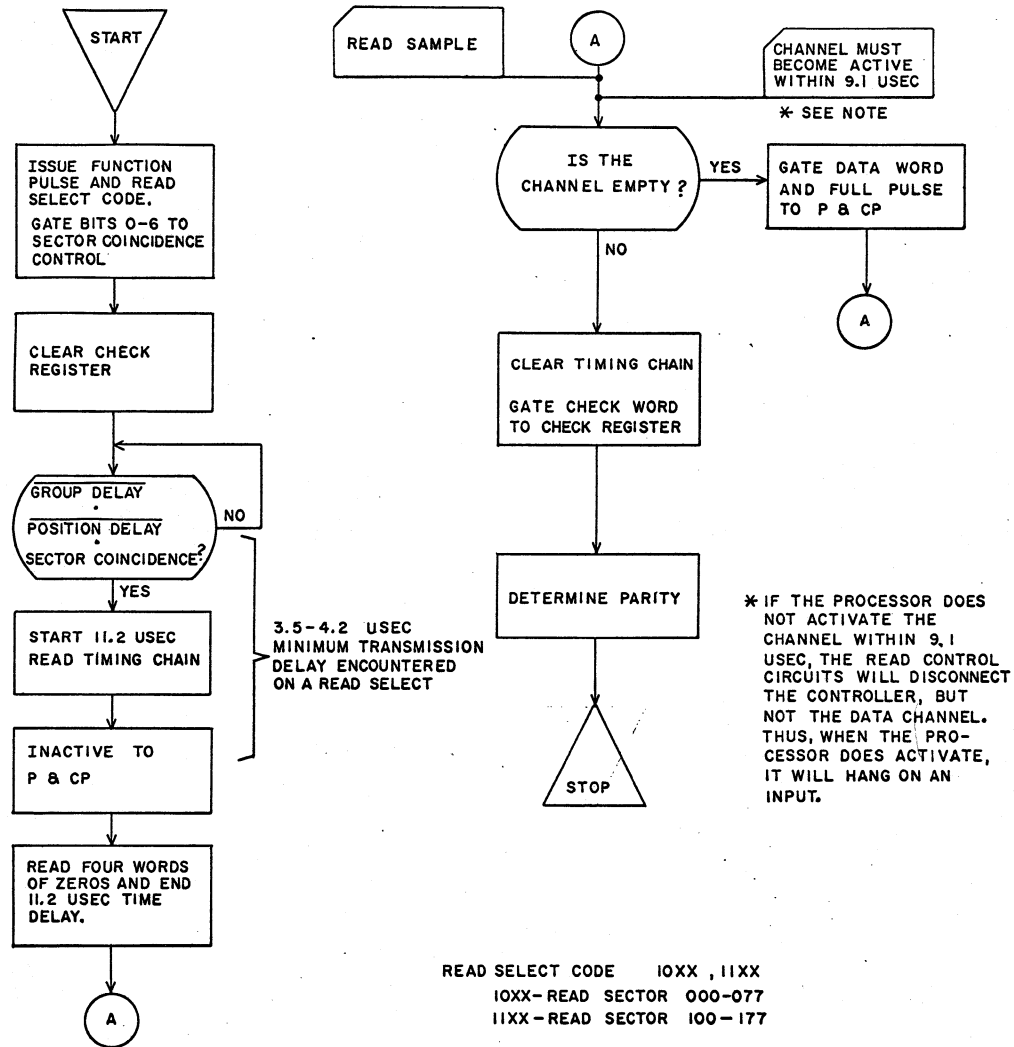 START
ISSUE FUNCTION
PULSE AND READ
SELECT CODE.
GATE BITS 0-6 TO
SECTOR COINCIDENCE
CONTROL
CLEAR CHECK
REGISTER
GROUP DELAY
·
POSITION DELAY
·
SECTOR COINCIDENCE?
NO
YES
START 11.2 USEC
READ TIMING CHAIN
3.5-4.2 USEC
MINIMUM TRANSMISSION
DELAY ENCOUNTERED
ON A READ SELECT
INACTIVE TO
P & CP
READ FOUR WORDS
OF ZEROS AND END
11.2 USEC TIME
DELAY.
A
READ SAMPLE
A
CHANNEL MUST
BECOME ACTIVE
WITHIN 9.1 USEC
* SEE NOTE
IS THE
CHANNEL EMPTY?
YES
GATE DATA WORD
AND FULL PULSE
TO P & CP
A
NO
CLEAR TIMING CHAIN
GATE CHECK WORD
TO CHECK REGISTER
DETERMINE PARITY
STOP
* IF THE PROCESSOR DOES
NOT ACTIVATE THE
CHANNEL WITHIN 9.1
USEC, THE READ CONTROL
CIRCUITS WILL DISCONNECT
THE CONTROLLER, BUT
NOT THE DATA CHANNEL.
THUS, WHEN THE PRO-
CESSOR DOES ACTIVATE,
IT WILL HANG ON AN
INPUT.
READ SELECT CODE 10XX , 11XX
10XX-READ SECTOR 000-077
11XX-READ SECTOR 100-177